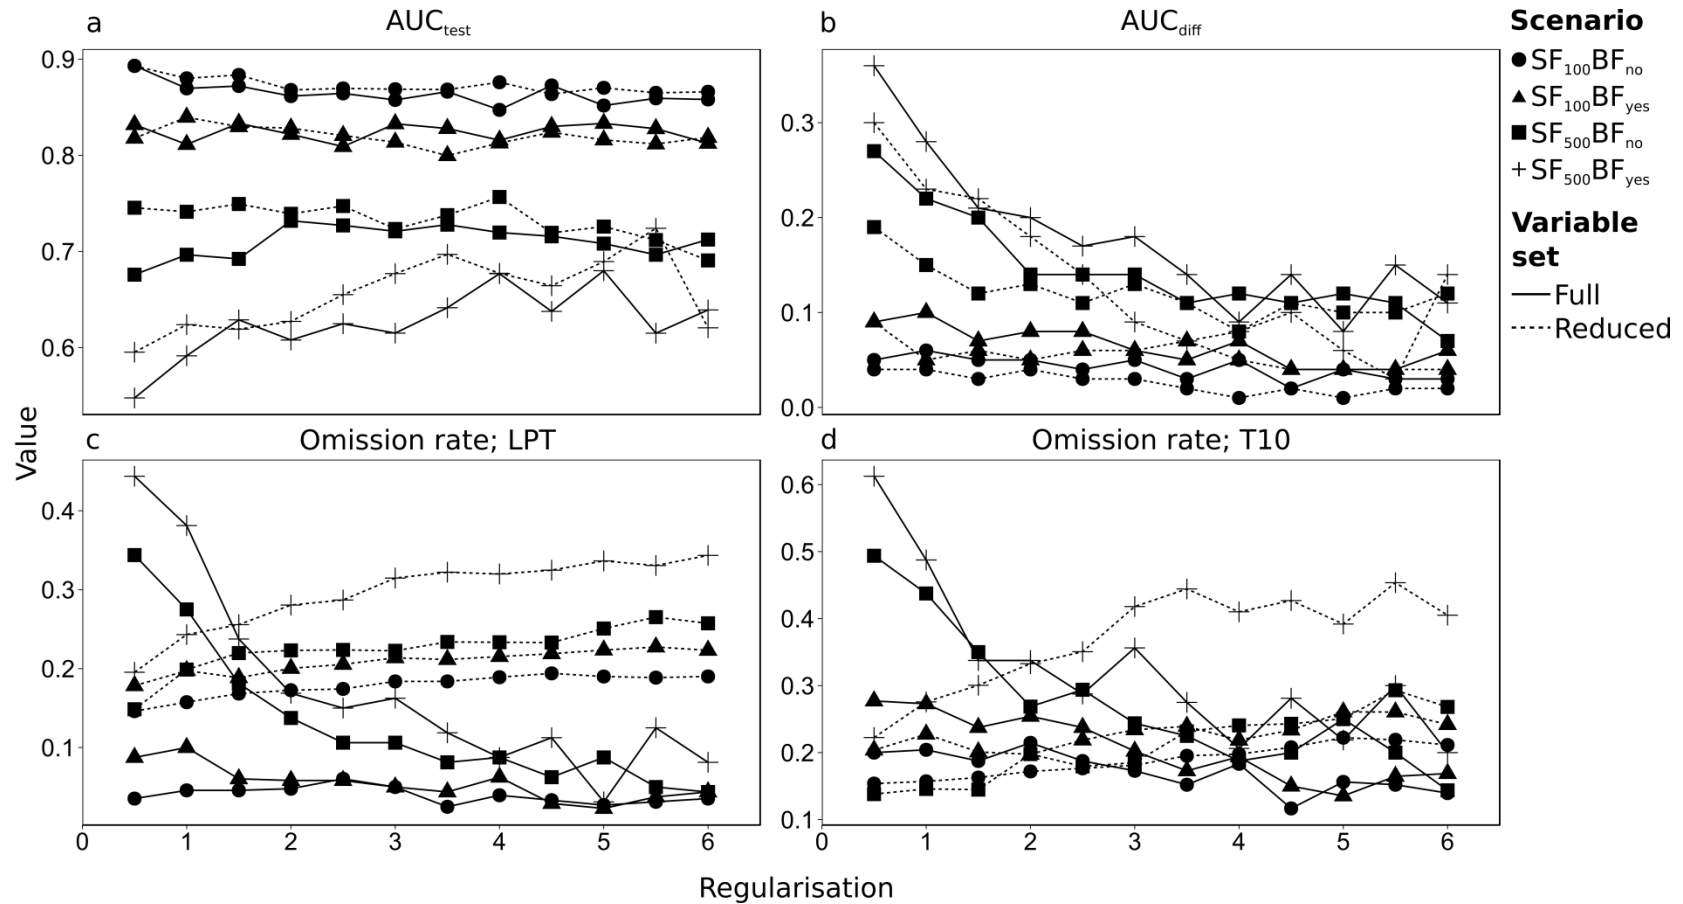 a
AUCtest
0.9
0.8
0.7
0.6
b
AUCdiff
0.3
0.2
0.1
0.0
Scenario
SF100BFno
SF100BFyes
SF500BFno
SF500BFyes
Variable
set
Full
Reduced
Value
c
Omission rate; LPT
0.4
0.3
0.2
0.1
0 1 2 3 4 5 6
d
Omission rate; T10
0.6
0.5
0.4
0.3
0.2
0.1
0 1 2 3 4 5 6
Regularisation